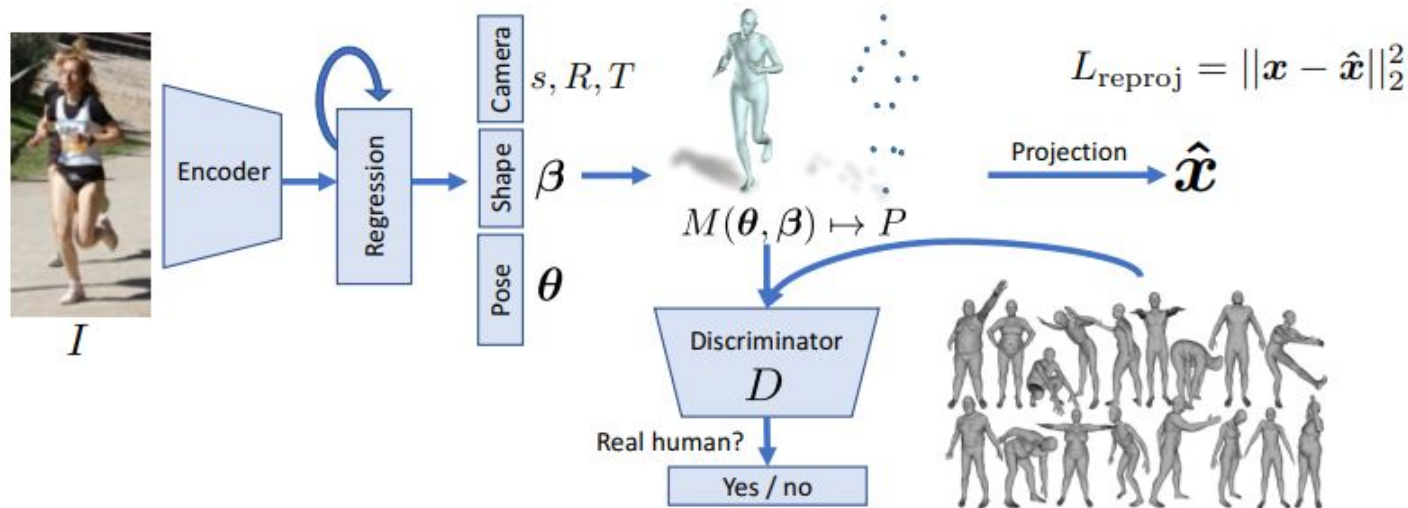 I
Encoder
Regression
Camera
s, R, T
Shape
β
Pose
θ
M(θ, β) ↦ P
L_reproj = ||x − x̂||₂²
Projection
x̂
Discriminator
D
Real human?
Yes / no